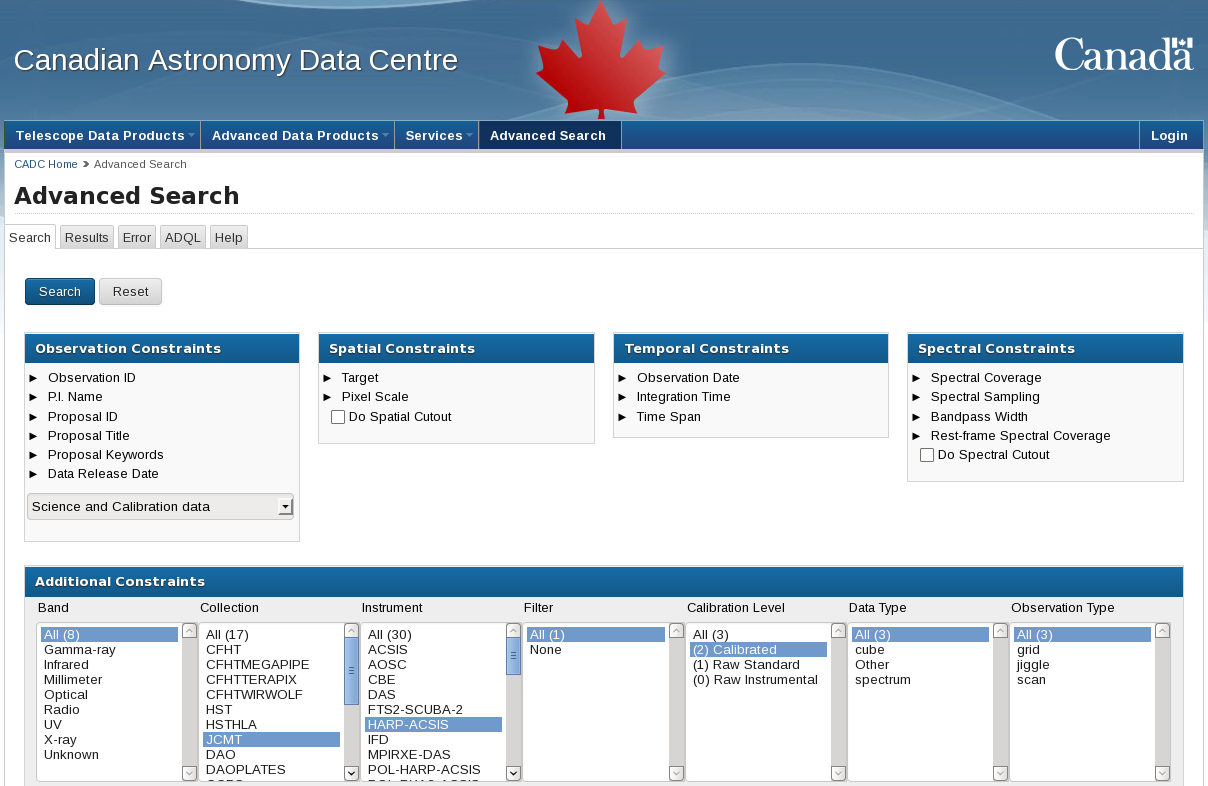 Canadian Astronomy Data Centre
Canada
Telescope Data Products Advanced Data Products Services Advanced Search Login
CADC Home Advanced Search
Advanced Search
Search Results Error ADQL Help
Search Reset
Observation Constraints
Observation ID
P.I. Name
Proposal ID
Proposal Title
Proposal Keywords
Data Release Date
Science and Calibration data
Spatial Constraints
Target
Pixel Scale
Do Spatial Cutout
Temporal Constraints
Observation Date
Integration Time
Time Span
Spectral Constraints
Spectral Coverage
Spectral Sampling
Bandpass Width
Rest-frame Spectral Coverage
Do Spectral Cutout
Additional Constraints
Band
All (8)
Gamma-ray
Infrared
Millimeter
Optical
Radio
UV
X-ray
Unknown
Collection
All (17)
CFHT
CFHTMEGAPIPE
CFHTTERAPIX
CFHTWIRWOLF
HST
HSTHLA
JCMT
DAO
DAOPLATES
Instrument
All (30)
ACSIS
AOSC
CBE
DAS
FTS2-SCUBA-2
HARP-ACSIS
IFD
MPIRXE-DAS
POL-HARP-ACSIS
Filter
All (1)
None
Calibration Level
All (3)
(2) Calibrated
(1) Raw Standard
(0) Raw Instrumental
Data Type
All (3)
cube
Other
spectrum
Observation Type
All (3)
grid
jiggle
scan